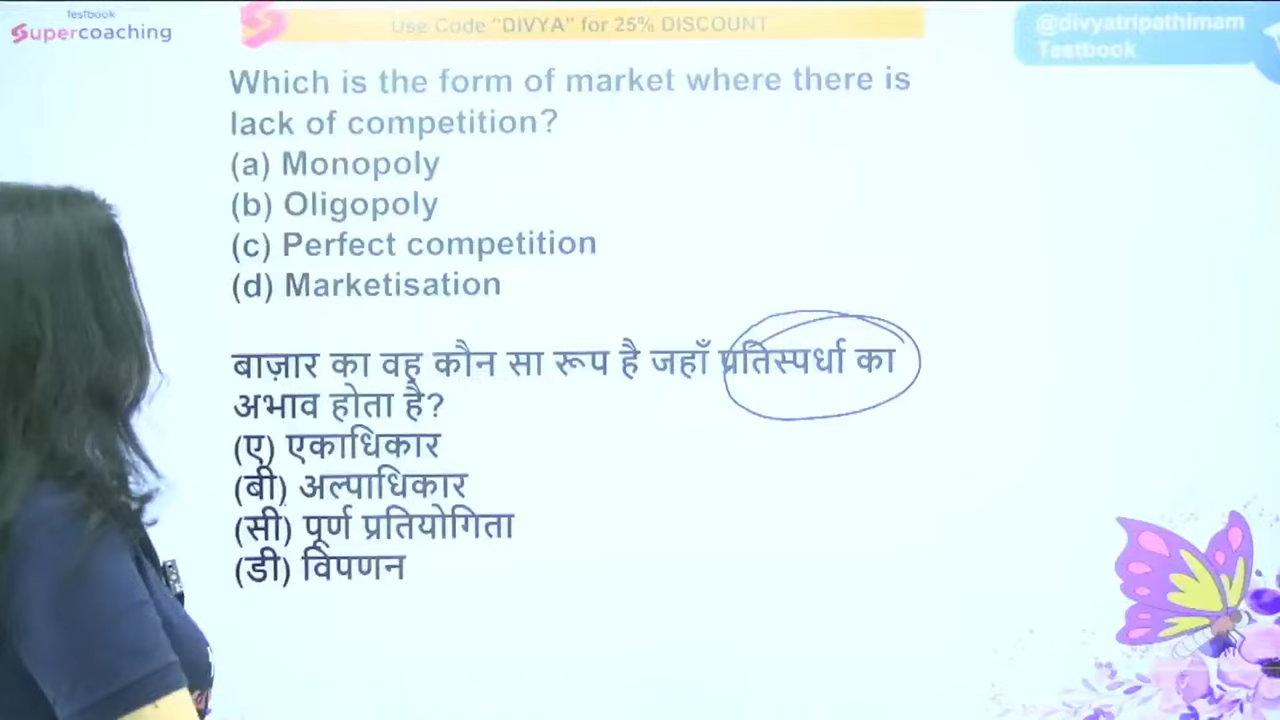 testbook
Supercoaching
Use Code "DIVYA" for 25% DISCOUNT
@divyatripathimam
Testbook
Which is the form of market where there is
lack of competition?
(a) Monopoly
(b) Oligopoly
(c) Perfect competition
(d) Marketisation
बाज़ार का वह कौन सा रूप है जहाँ प्रतिस्पर्धा का
अभाव होता है?
(ए) एकाधिकार
(बी) अल्पाधिकार
(सी) पूर्ण प्रतियोगिता
(डी) विपणन